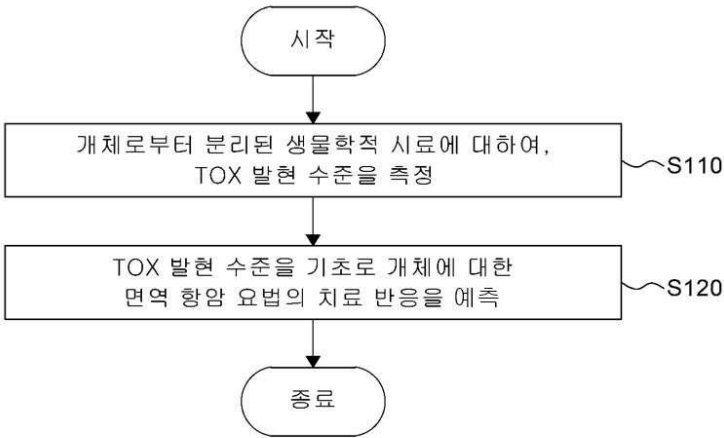 시작
개체로부터 분리된 생물학적 시료에 대하여,
TOX 발현 수준을 측정
S110
TOX 발현 수준을 기초로 개체에 대한
면역 항암 요법의 치료 반응을 예측
S120
종료